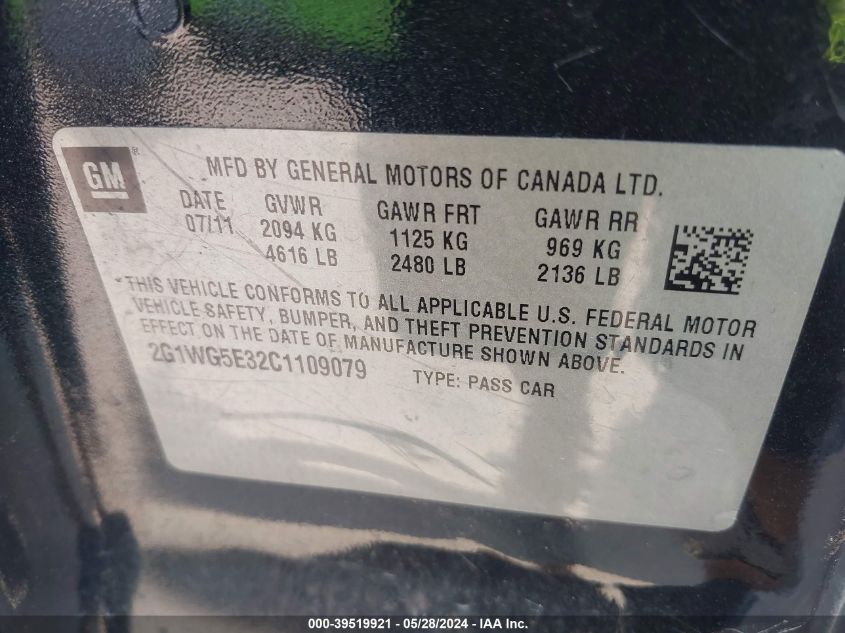 GM®
MFD BY GENERAL MOTORS OF CANADA LTD.
DATE GVWR GAWR FRT GAWR RR
07/11 2094 KG 1125 KG 969 KG
4616 LB 2480 LB 2136 LB
*THIS VEHICLE CONFORMS TO ALL APPLICABLE U.S. FEDERAL MOTOR
VEHICLE SAFETY, BUMPER, AND THEFT PREVENTION STANDARDS IN
EFFECT ON THE DATE OF MANUFACTURE SHOWN ABOVE.
2G1WG5E32C1109079 TYPE: PASS CAR
000-39519921 - 05/28/2024 - IAA Inc.